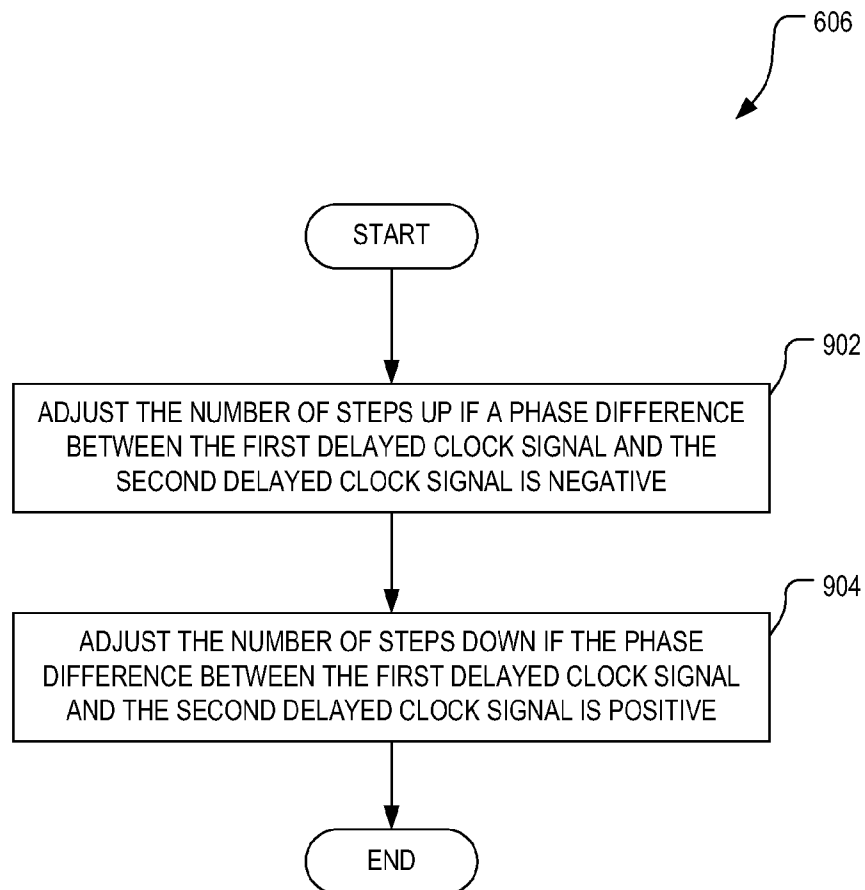 606
START
902
ADJUST THE NUMBER OF STEPS UP IF A PHASE DIFFERENCE
BETWEEN THE FIRST DELAYED CLOCK SIGNAL AND THE
SECOND DELAYED CLOCK SIGNAL IS NEGATIVE
904
ADJUST THE NUMBER OF STEPS DOWN IF THE PHASE
DIFFERENCE BETWEEN THE FIRST DELAYED CLOCK SIGNAL
AND THE SECOND DELAYED CLOCK SIGNAL IS POSITIVE
END